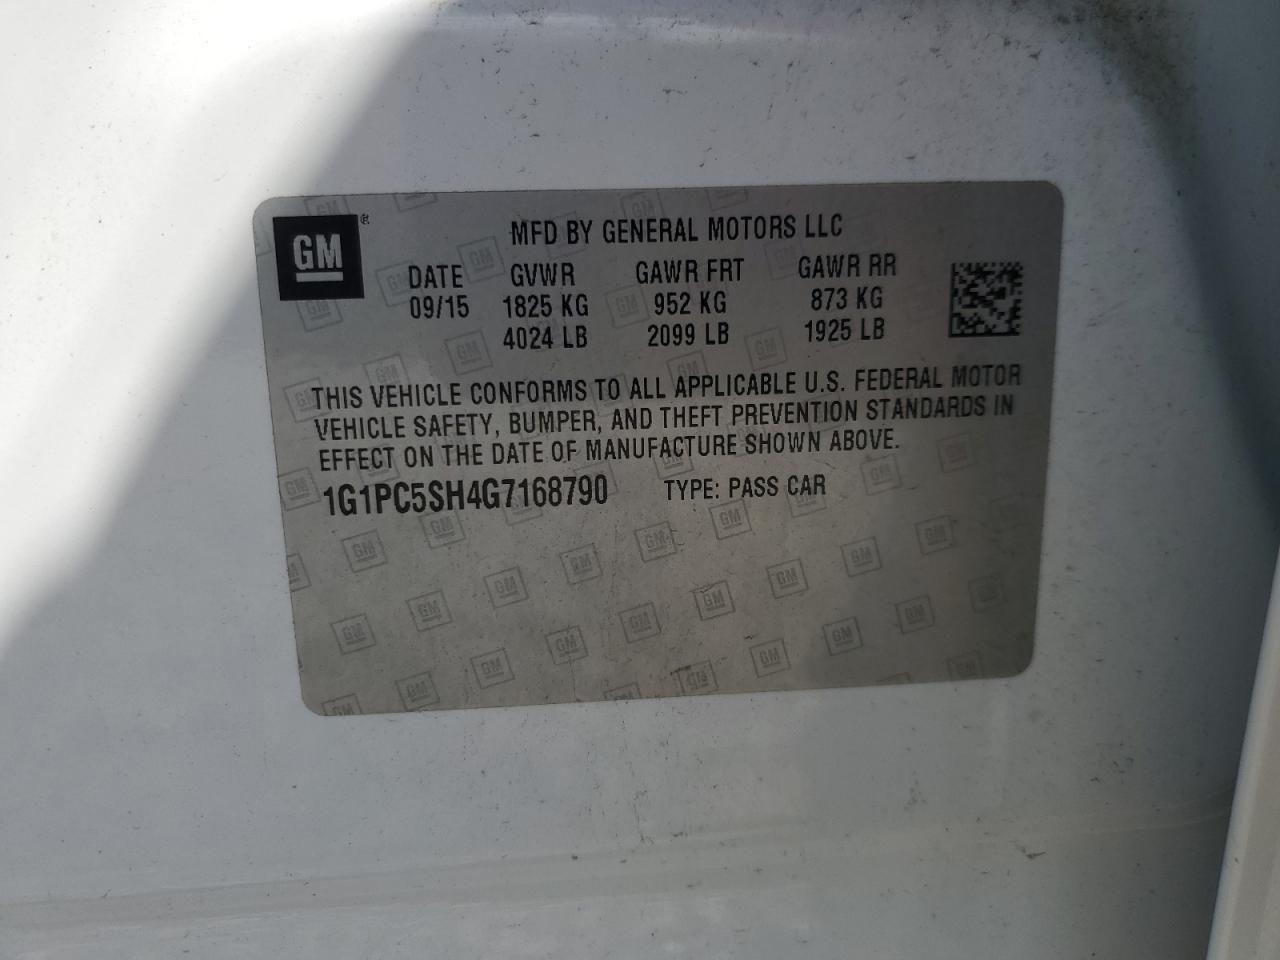 GM ®
MFD BY GENERAL MOTORS LLC
DATE GVWR GAWR FRT GAWR RR
09/15 1825 KG 952 KG 873 KG
4024 LB 2099 LB 1925 LB
THIS VEHICLE CONFORMS TO ALL APPLICABLE U.S. FEDERAL MOTOR
VEHICLE SAFETY, BUMPER, AND THEFT PREVENTION STANDARDS IN
EFFECT ON THE DATE OF MANUFACTURE SHOWN ABOVE.
1G1PC5SH4G7168790 TYPE: PASS CAR